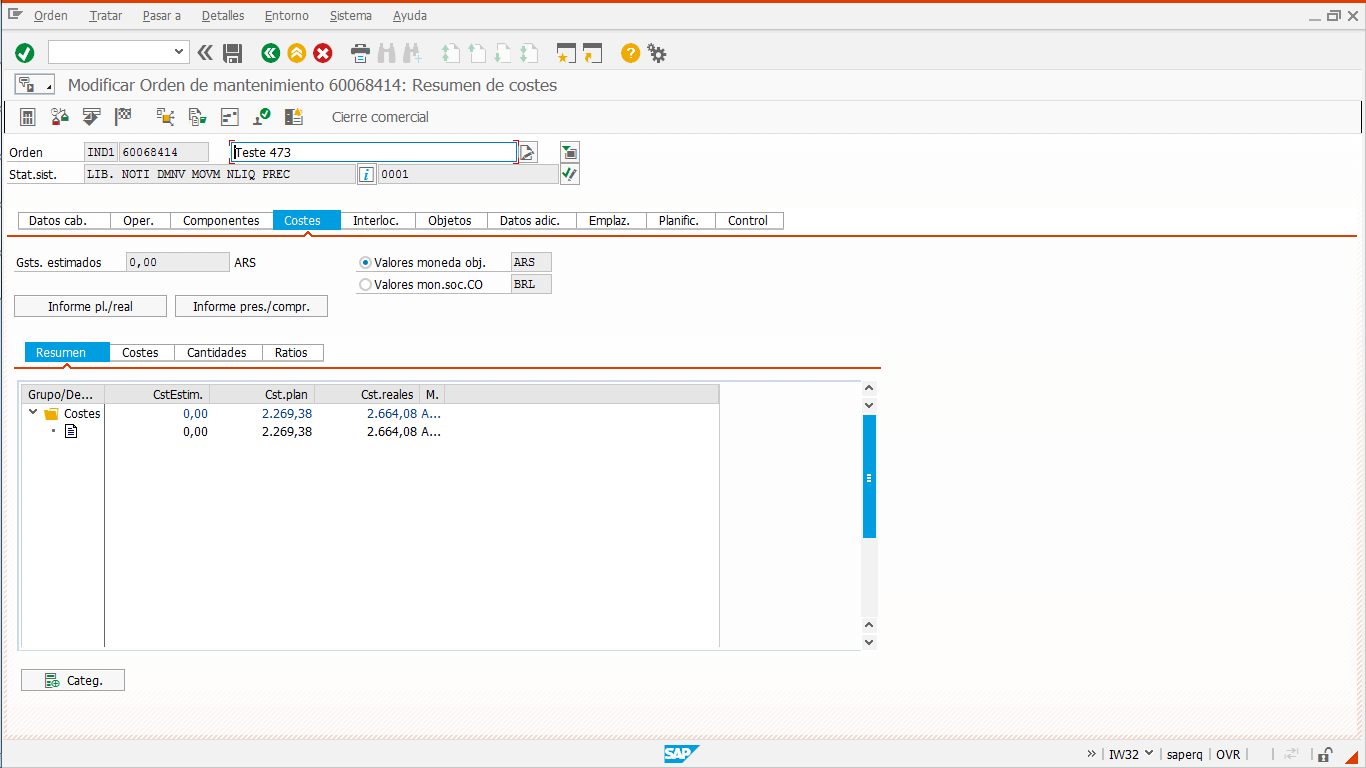 Orden Tratar Pasar a Detalles Entorno Sistema Ayuda
Modificar Orden de mantenimiento 60068414: Resumen de costes
Cierre comercial
Orden IND1 60068414 Teste 473
Stat.sist. LIB. NOTI DMNV MOVM NLIQ PREC 0001
Datos cab. Oper. Componentes Costes Interloc. Objetos Datos adic. Emplaz. Planific. Control
Gsts. estimados 0,00 ARS Valores moneda obj. ARS
Valores mon.soc.CO BRL
Informe pl./real Informe pres./compr.
Resumen Costes Cantidades Ratios
Grupo/De... CstEstim. Cst.plan Cst.reales M.
Costes 0,00 2.269,38 2.664,08 A...
0,00 2.269,38 2.664,08 A...
Categ.
SAP IW32 saperq OVR